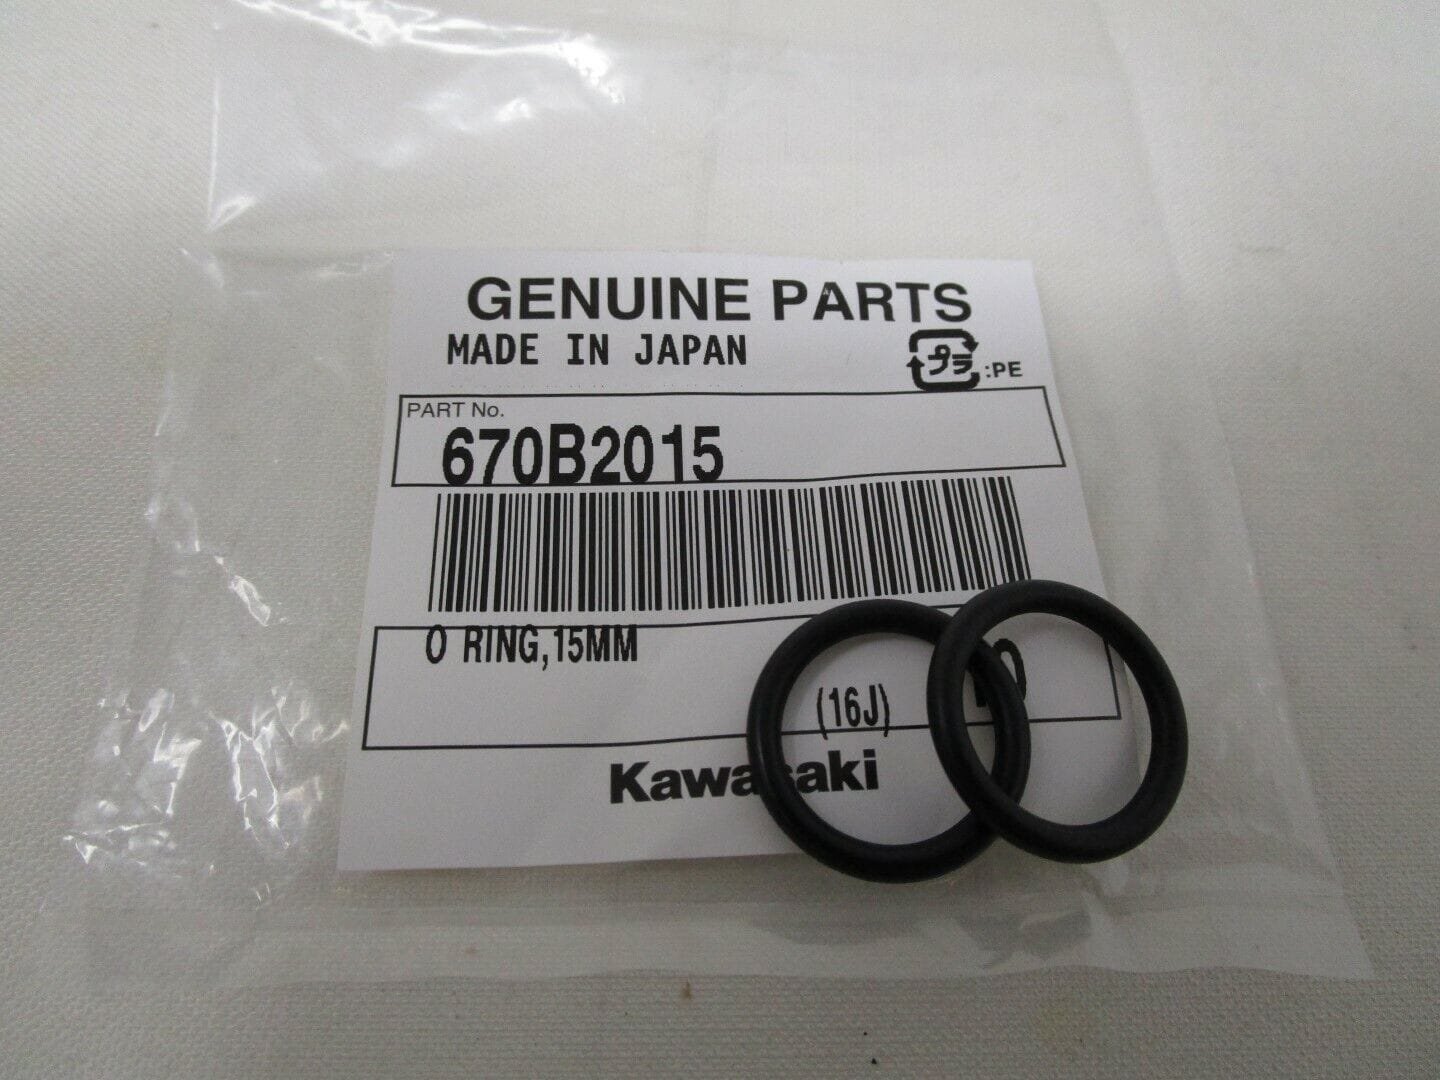 GENUINE PARTS
MADE IN JAPAN
プラ :PE
PART No.
670B2015
O RING,15MM
(16J)
Kawasaki